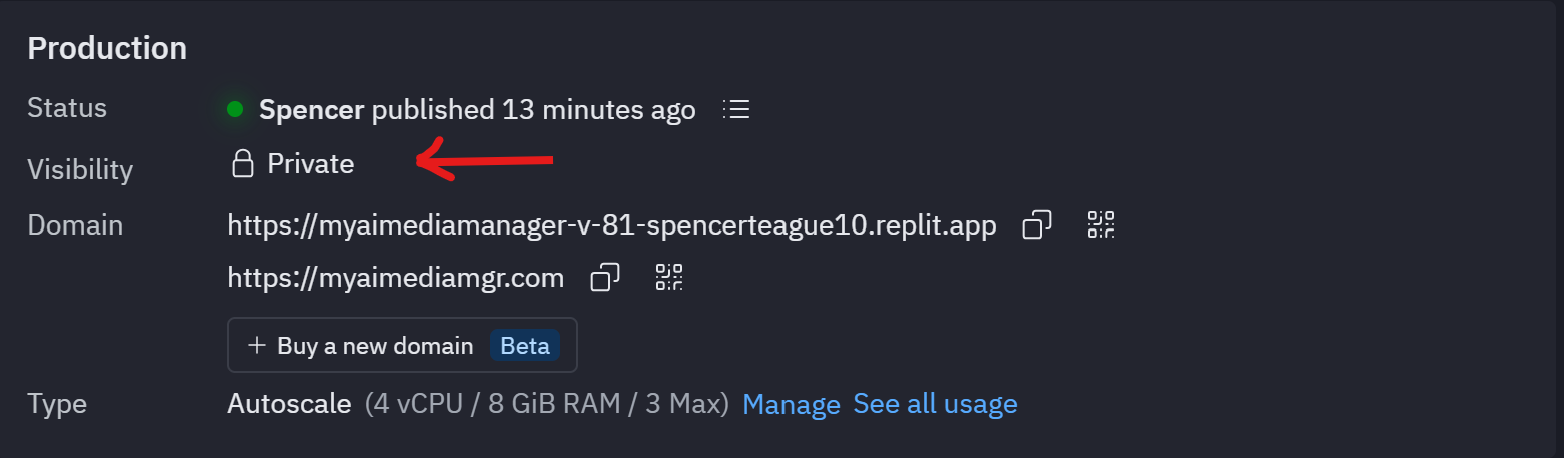 Production
Status Spencer published 13 minutes ago
Visibility Private
Domain https://myaimediamanager-v-81-spencerteague10.replit.app
https://myaimediamgr.com
+ Buy a new domain Beta
Type Autoscale (4 vCPU / 8 GiB RAM / 3 Max) Manage See all usage